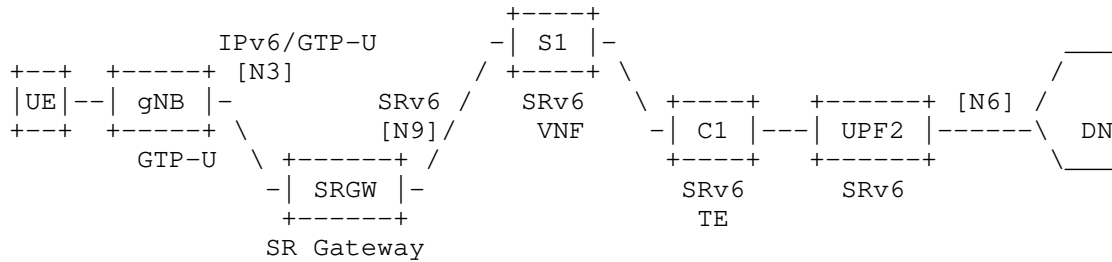 S1
IPv6/GTP-U
[N3]
UE gNB SRv6 SRv6 [N6]
[N9] VNF C1 UPF2 DN
GTP-U
SRGW SRv6 SRv6
TE
SR Gateway